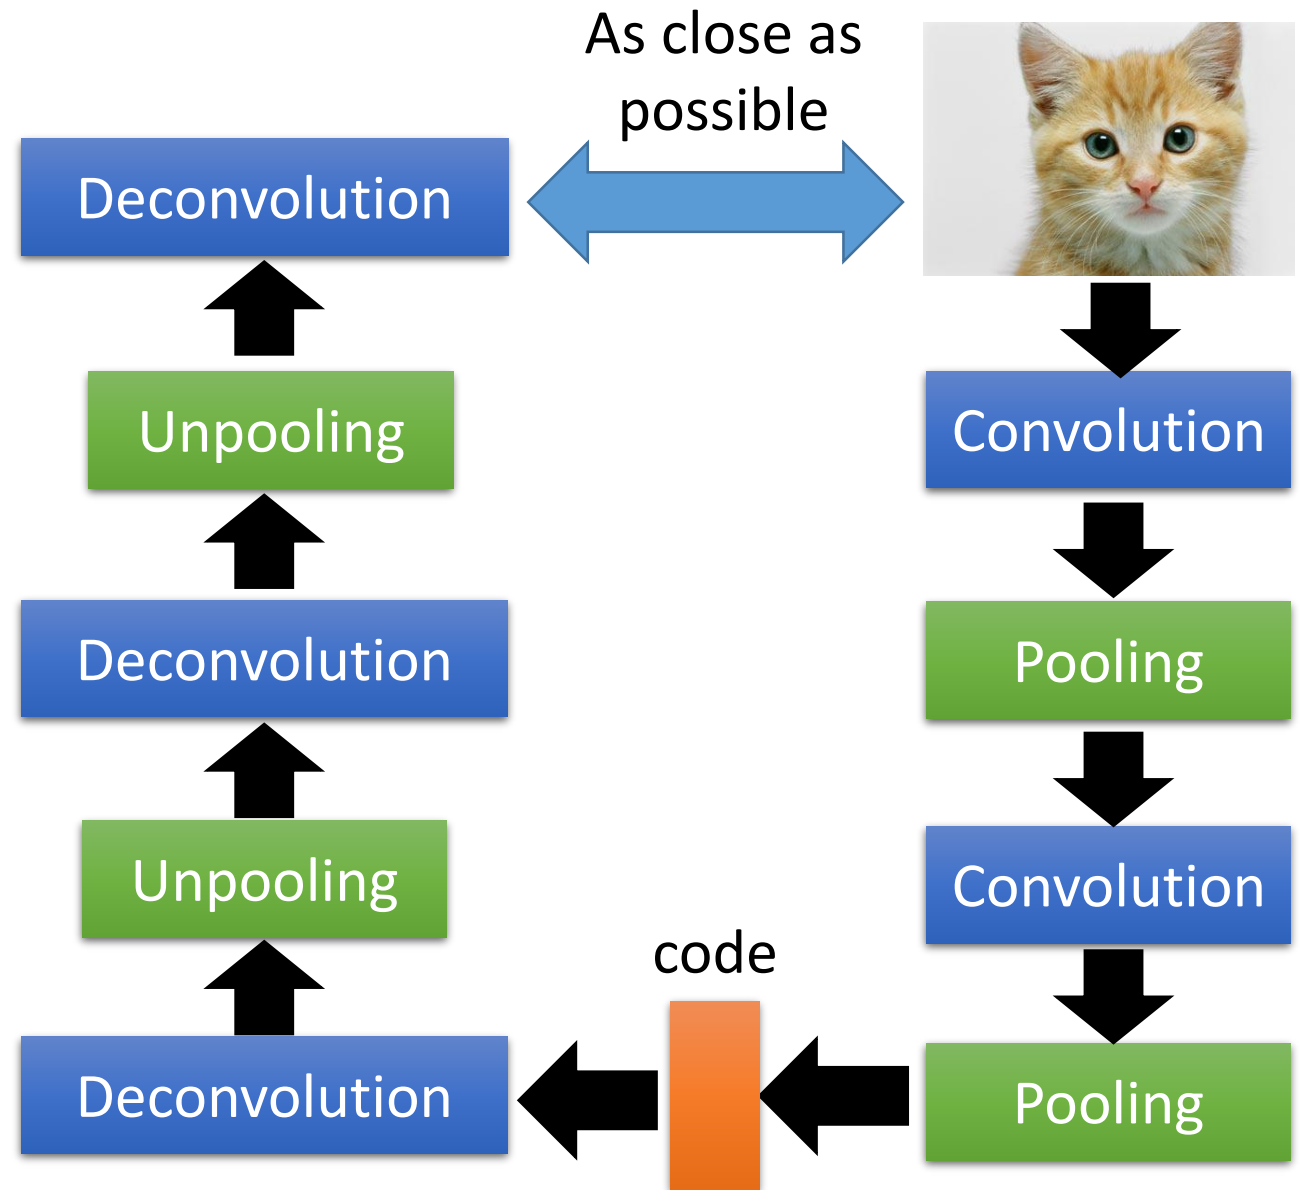 As close as
possible
Deconvolution
Unpooling
Convolution
Deconvolution
Pooling
Unpooling
Convolution
code
Deconvolution
Pooling